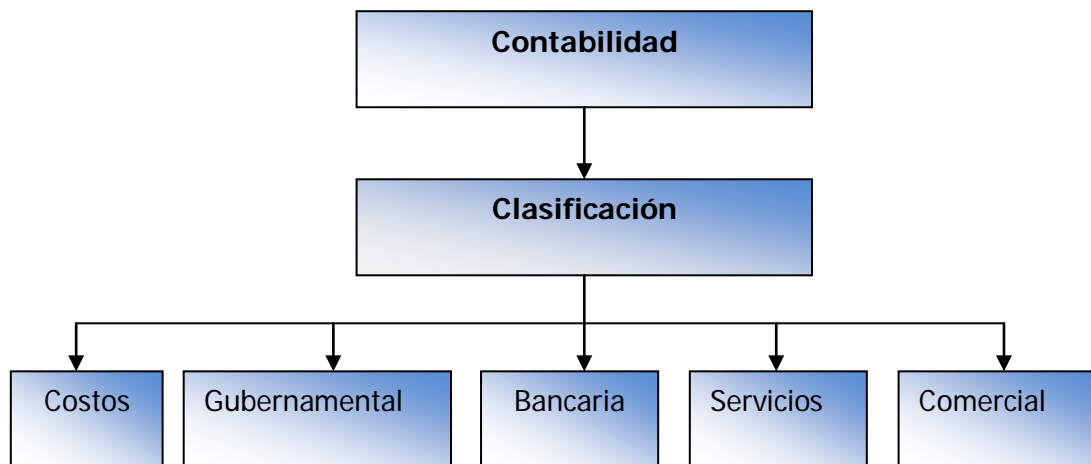 Contabilidad
Clasificación
Costos
Gubernamental
Bancaria
Servicios
Comercial